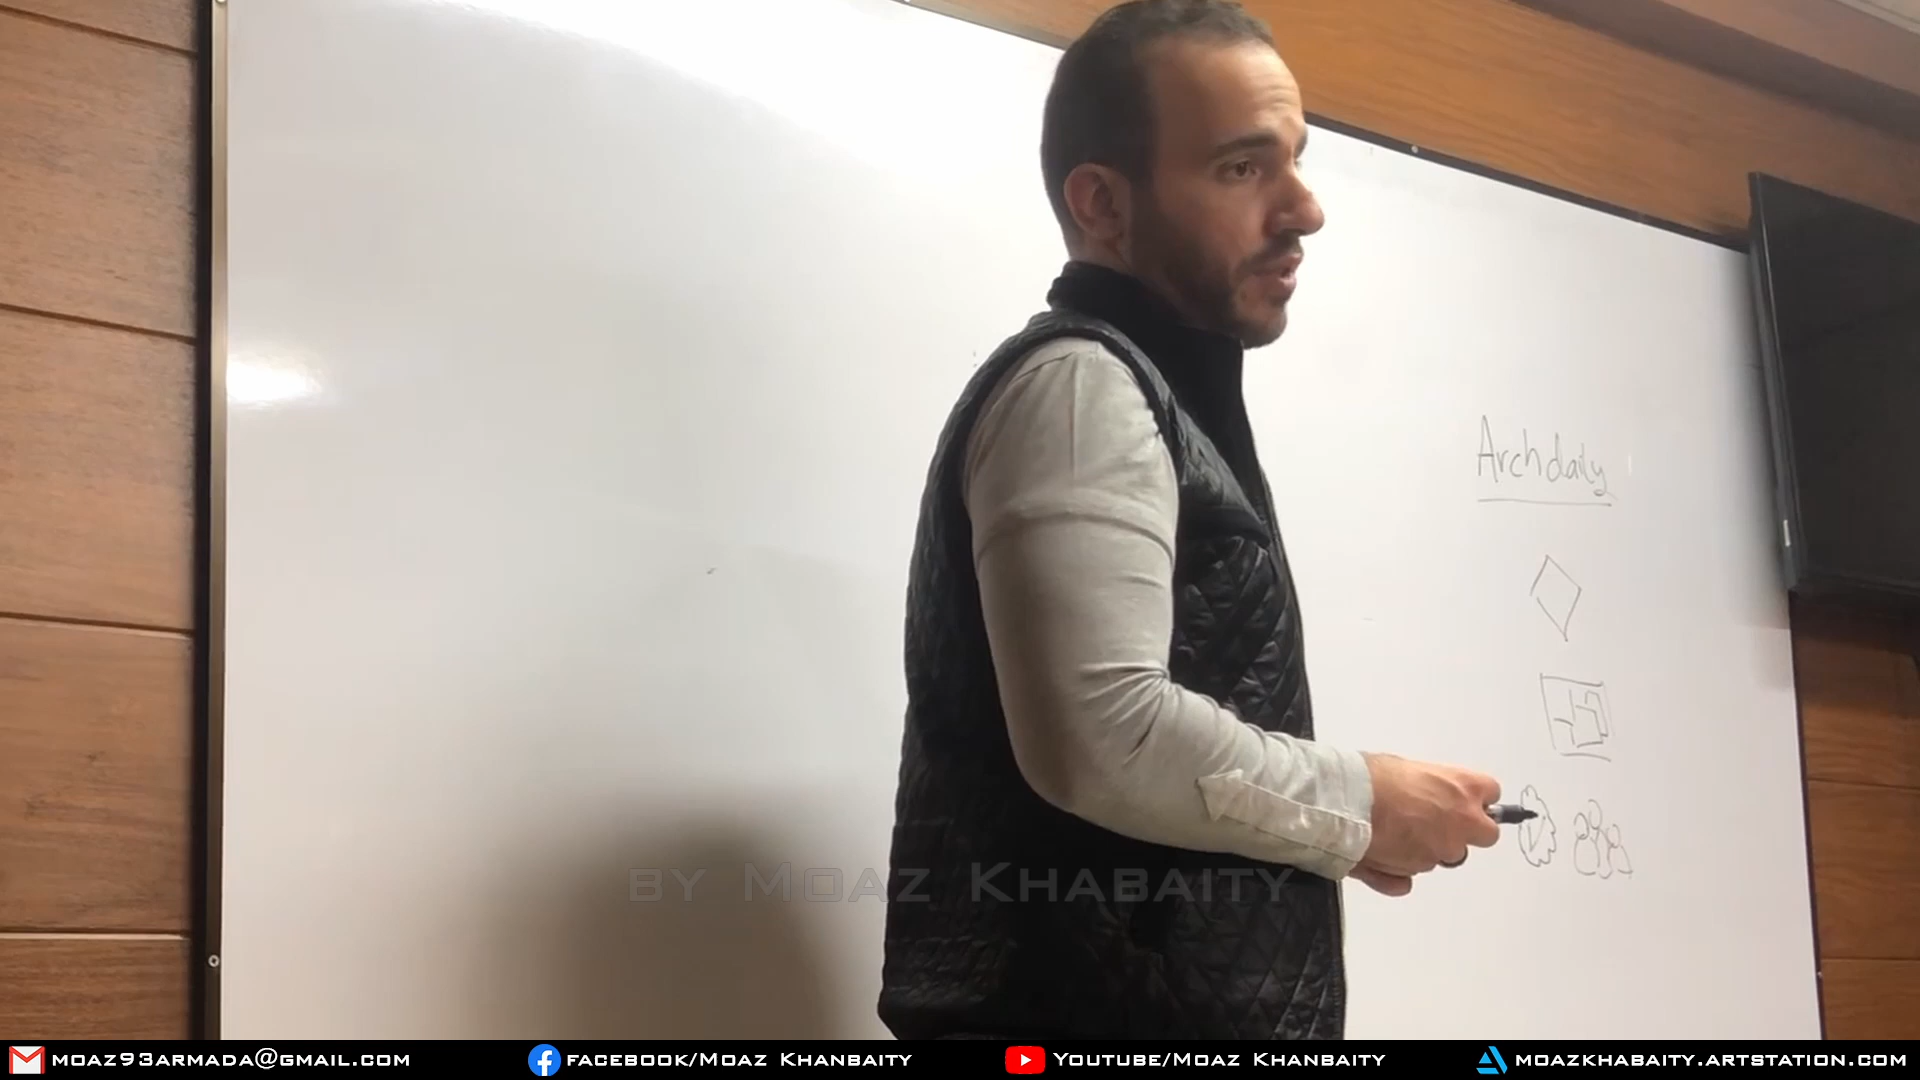 Archdaily
by Moaz Khabaity
moaz93armada@gmail.com
facebook/Moaz Khanbaity
Youtube/Moaz Khanbaity
moazkhabaity.artstation.com